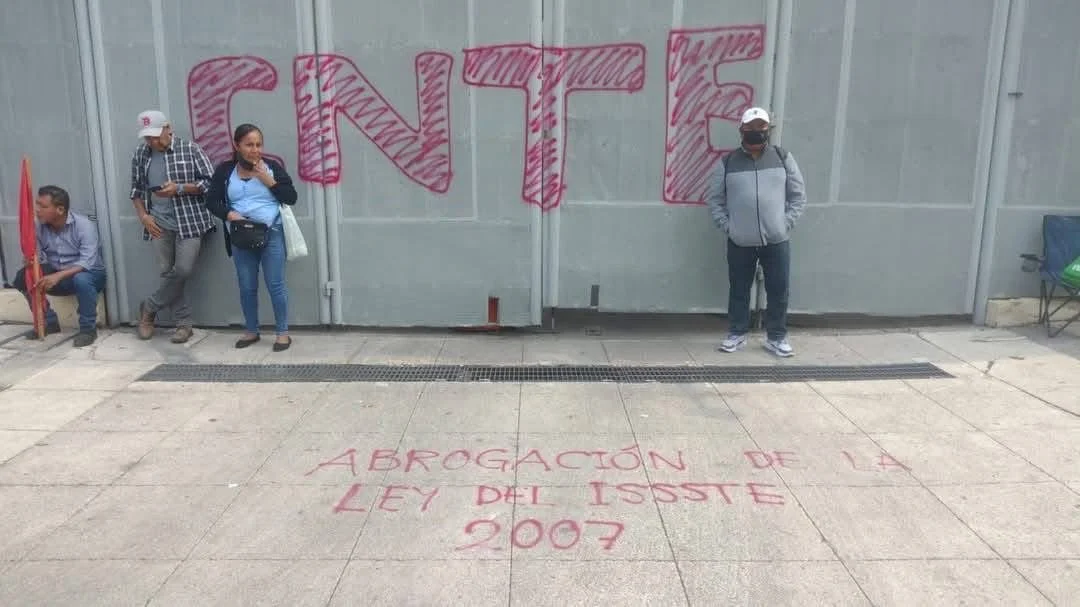 CNTE
ABROGACIÓN DE LA
LEY DEL ISSSTE
2007